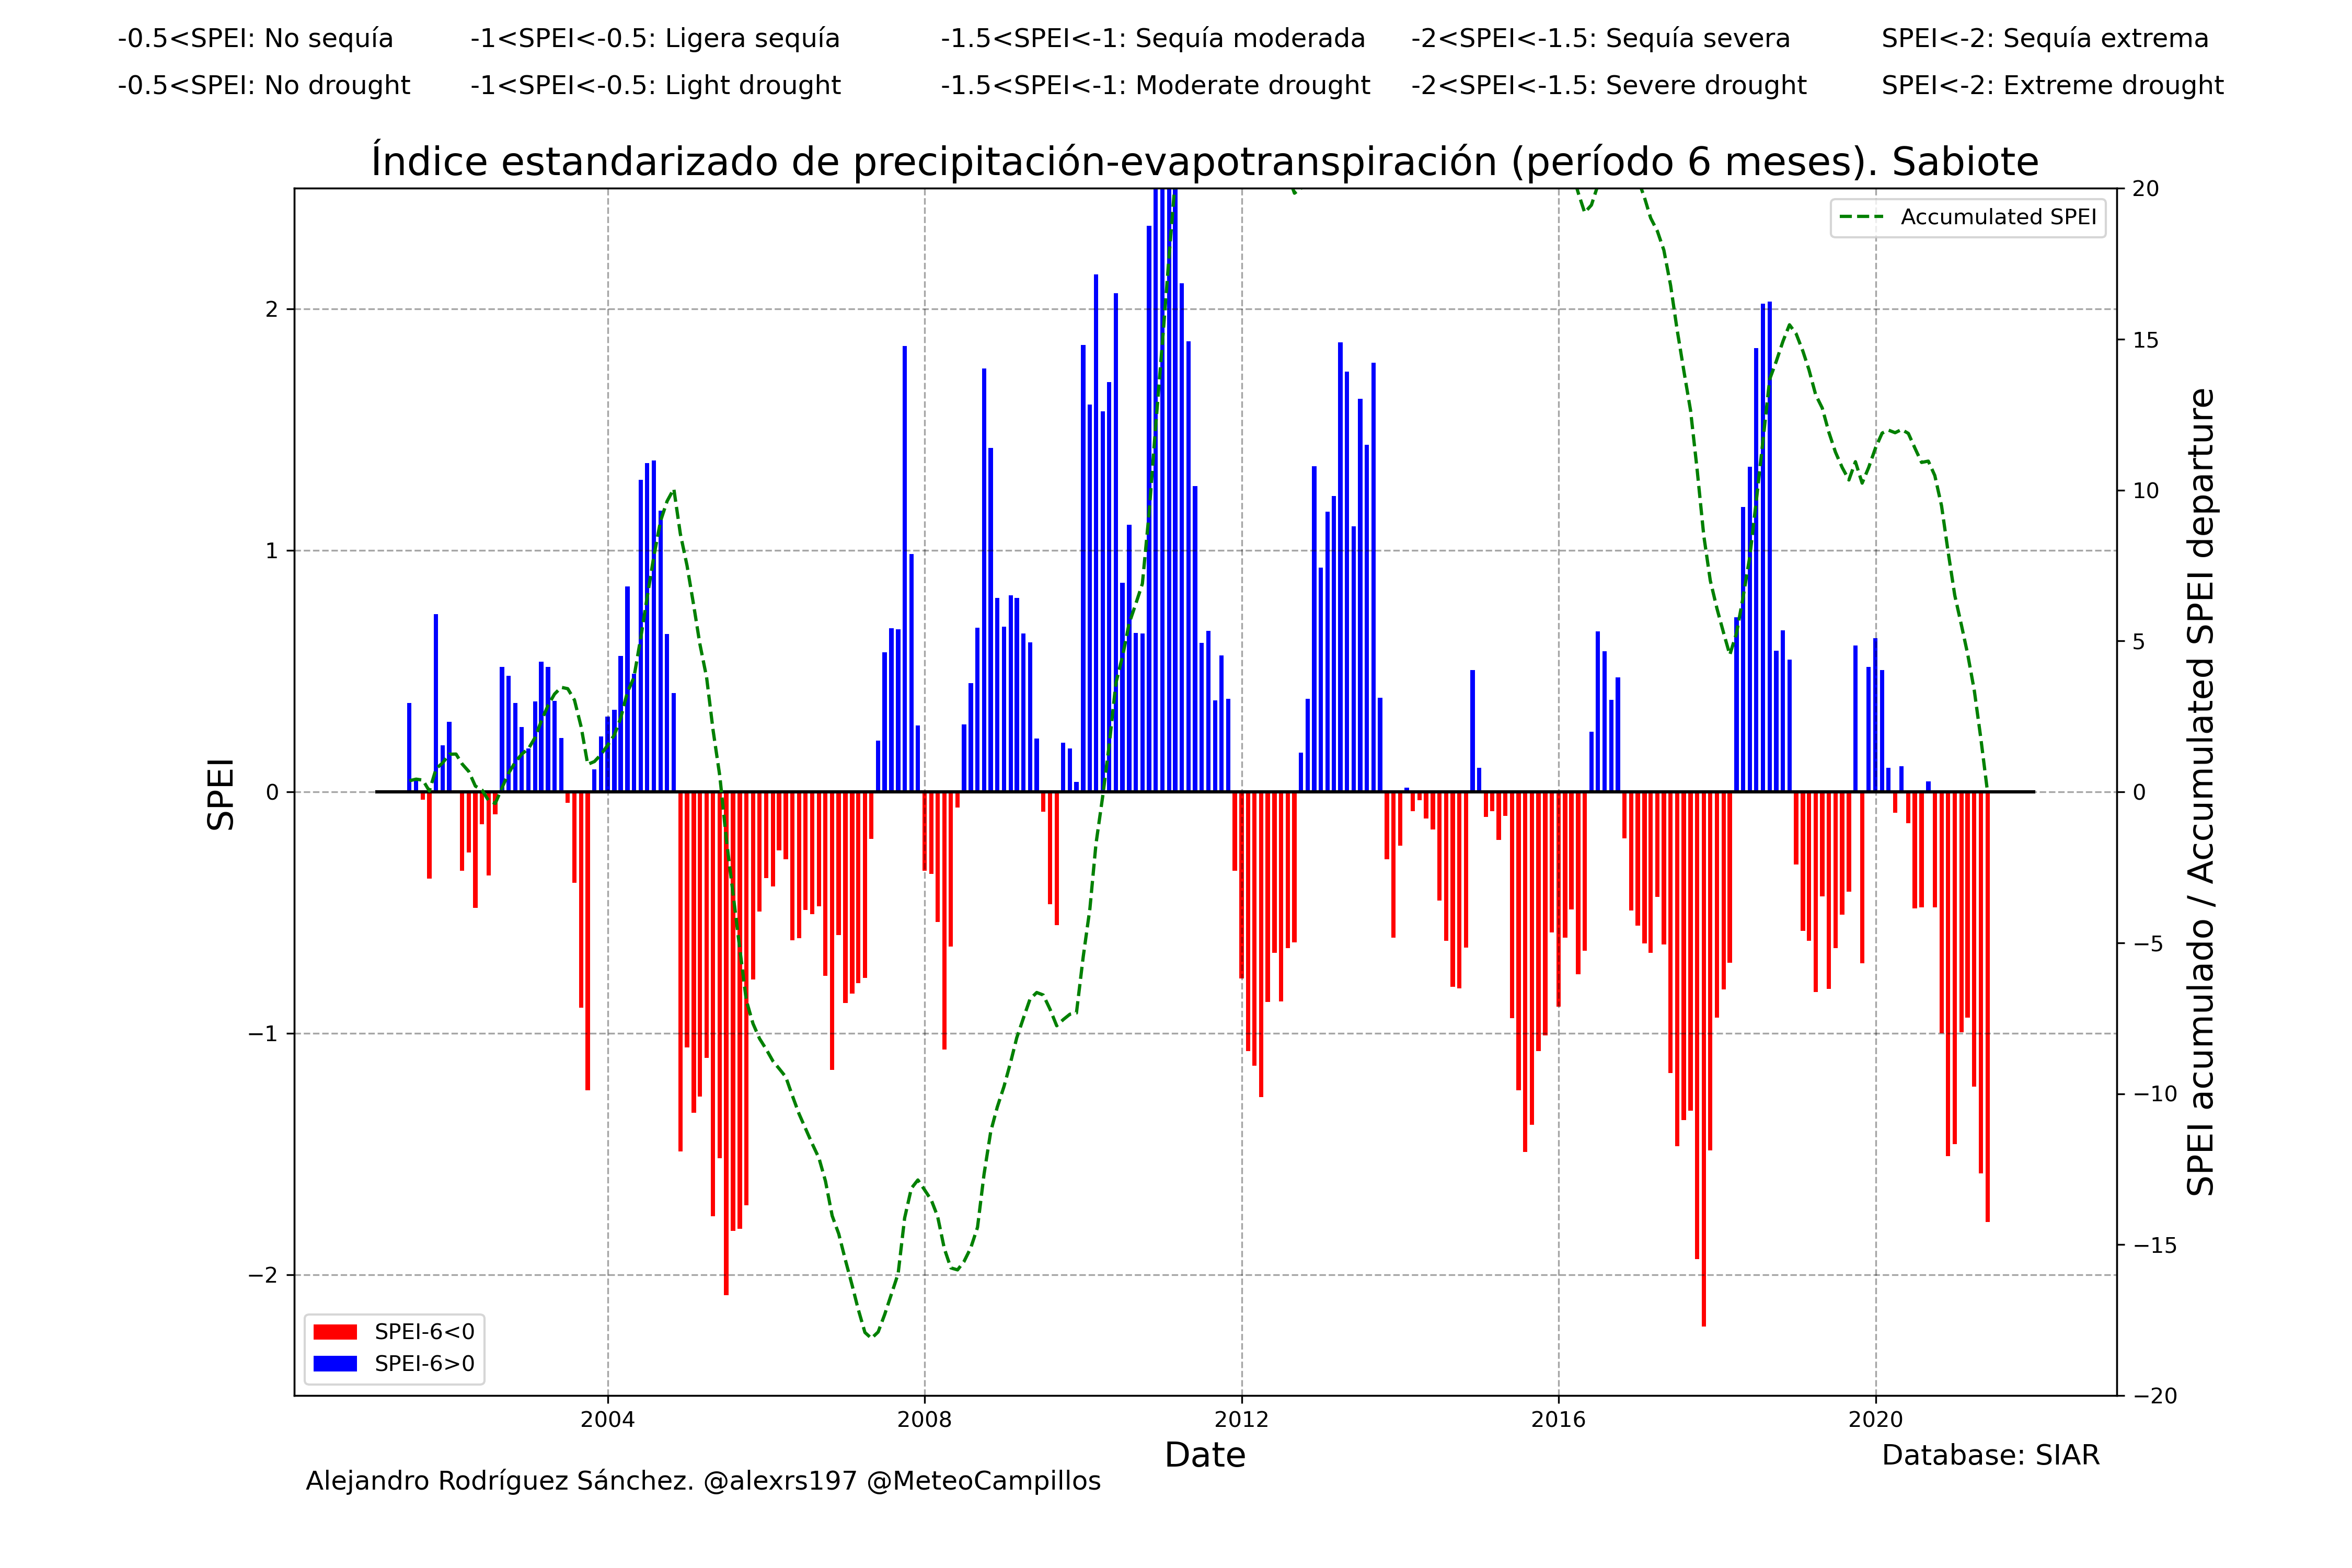 -0.5<SPEI: No sequía -1<SPEI<-0.5: Ligera sequía -1.5<SPEI<-1: Sequía moderada -2<SPEI<-1.5: Sequía severa SPEI<-2: Sequía extrema
-0.5<SPEI: No drought -1<SPEI<-0.5: Light drought -1.5<SPEI<-1: Moderate drought -2<SPEI<-1.5: Severe drought SPEI<-2: Extreme drought
Índice estandarizado de precipitación-evapotranspiración (período 6 meses). Sabiote
SPEI
2
1
0
−1
−2
Accumulated SPEI
SPEI-6<0
SPEI-6>0
20
15
10
5
0
−5
−10
−15
−20
SPEI acumulado / Accumulated SPEI departure
2004 2008 2012 2016 2020
Date
Database: SIAR
Alejandro Rodríguez Sánchez. @alexrs197 @MeteoCampillos